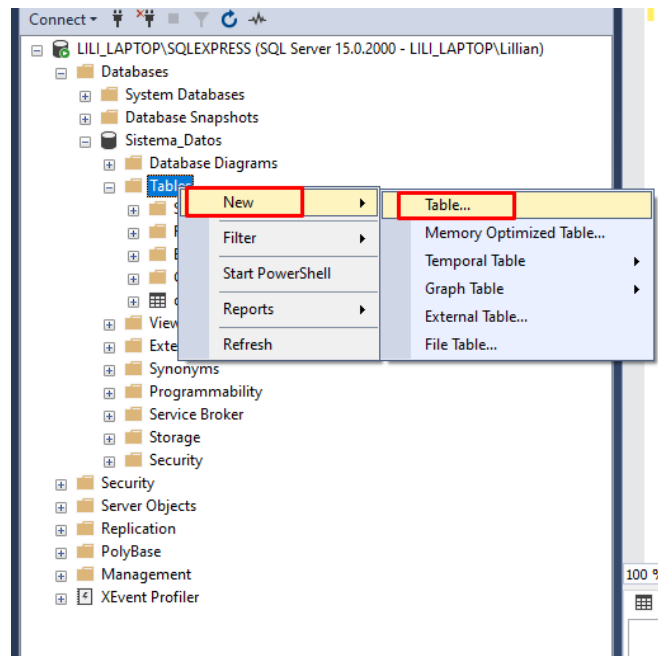 Connect
LILI_LAPTOP\SQLEXPRESS (SQL Server 15.0.2000 - LILI_LAPTOP\Lillian)
Databases
System Databases
Database Snapshots
Sistema_Datos
Database Diagrams
Tables
New
Table...
Filter
Memory Optimized Table...
Start PowerShell
Temporal Table
Graph Table
Reports
External Table...
Refresh
File Table...
Synonyms
Programmability
Service Broker
Storage
Security
Security
Server Objects
Replication
PolyBase
Management
XEvent Profiler
100 %